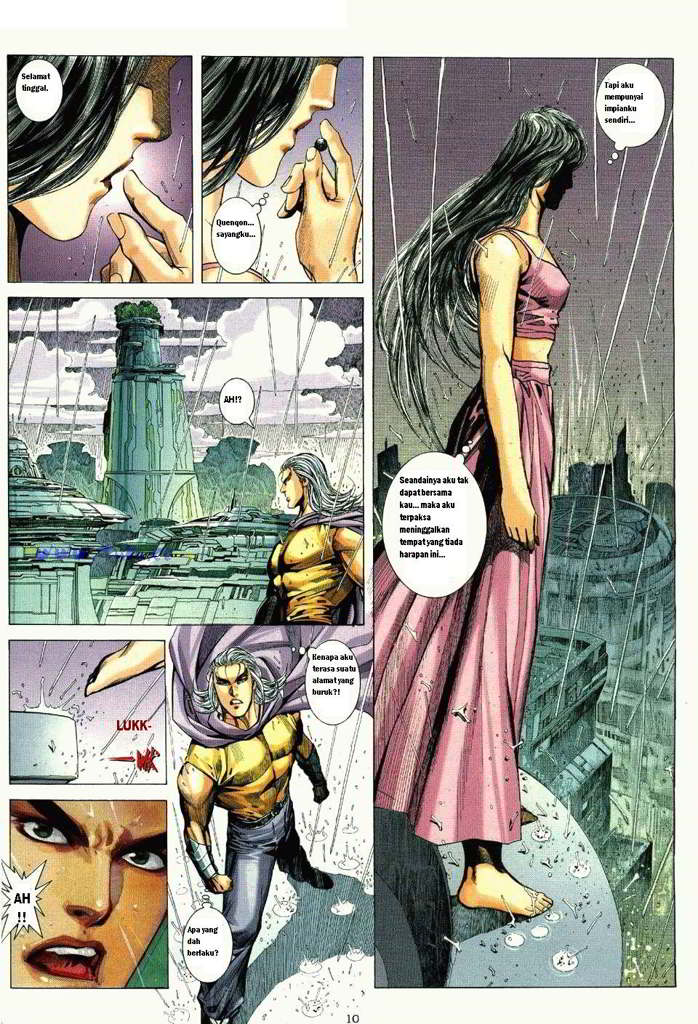 Selamat
tinggal.
Quenqon...
sayangku...
Tapi aku
mempunyai
impianku
sendiri...
Seandainya aku tak
dapat bersama
kau... maka aku
terpaksa
meninggalkan
tempat yang tiada
harapan ini...
AH!?
LUKK-
Kenapa aku
terasa suatu
alamat yang
buruk?!
AH
!!
Apa yang
dah
berlaku?
10